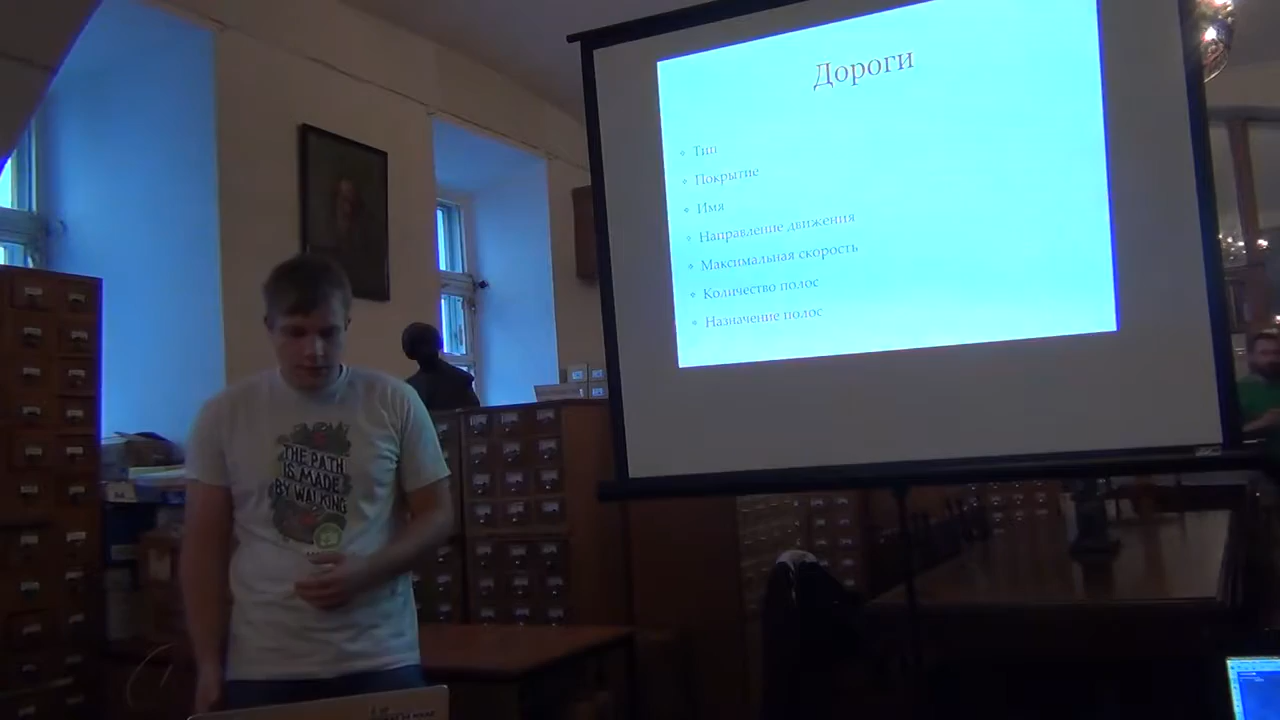 Дороги
Тип
Покрытие
Имя
Направление движения
Максимальная скорость
Количество полос
Назначение полос
THE PATH
IS MADE
BY WALKING